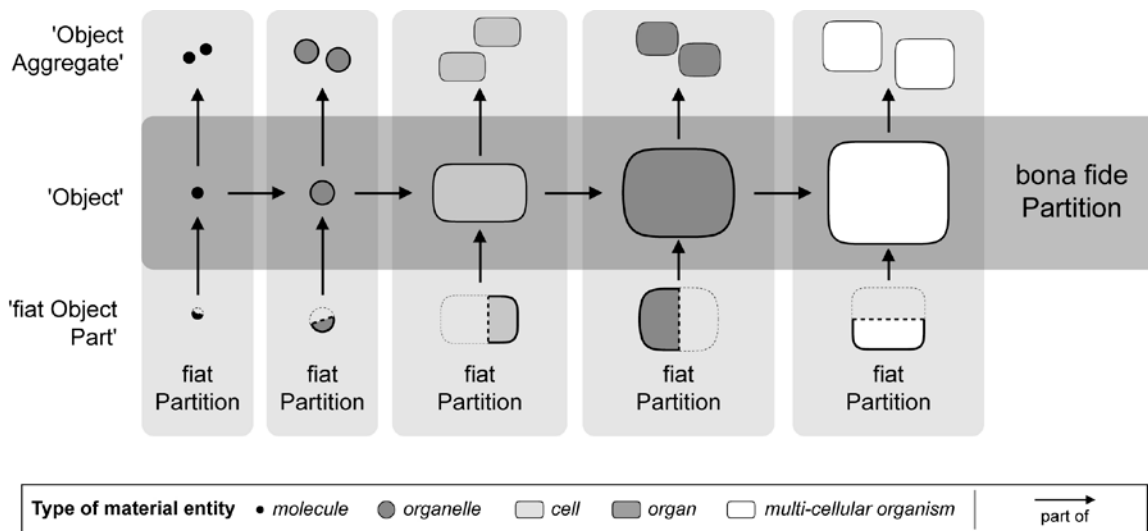 'Object
Aggregate'
'Object'
bona fide
Partition
'fiat Object
Part'
fiat
Partition
fiat
Partition
fiat
Partition
fiat
Partition
fiat
Partition
Type of material entity molecule organelle cell organ multi-cellular organism part of